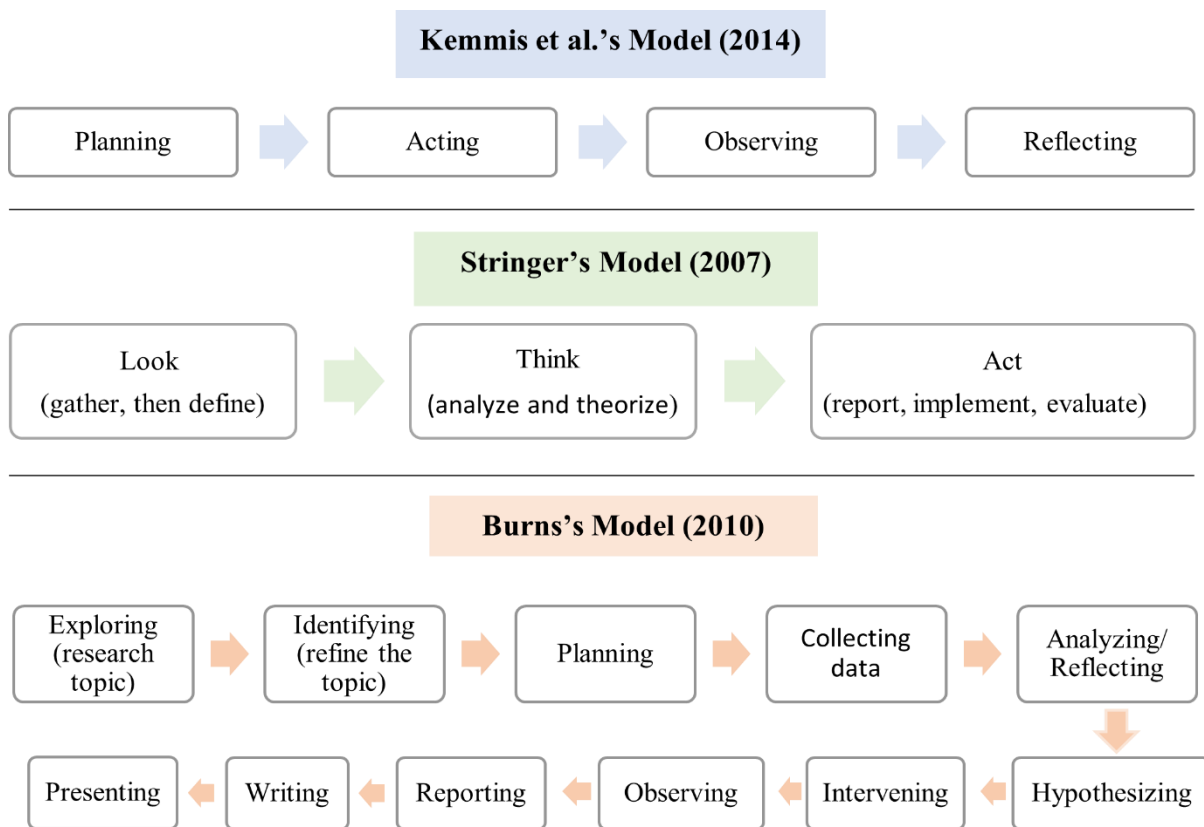 Kemmis et al.’s Model (2014)
Planning
Acting
Observing
Reflecting
Stringer’s Model (2007)
Look
(gather, then define)
Think
(analyze and theorize)
Act
(report, implement, evaluate)
Burns’s Model (2010)
Exploring
(research
topic)
Identifying
(refine the
topic)
Planning
Collecting
data
Analyzing/
Reflecting
Hypothesizing
Intervening
Observing
Reporting
Writing
Presenting